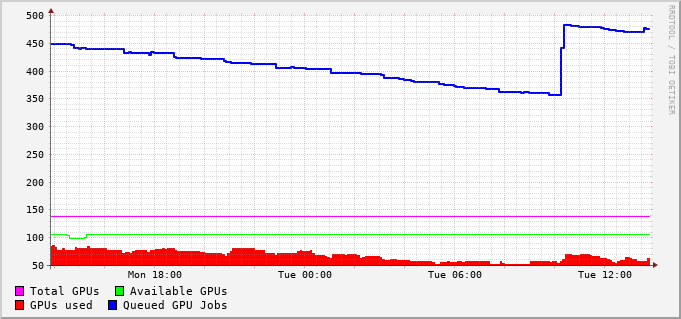 500
450
400
350
300
250
200
150
100
50
Mon 18:00 Tue 00:00 Tue 06:00 Tue 12:00
Total GPUs Available GPUs
GPUs used Queued GPU Jobs
RRDTOOL / TOBI OETIKER